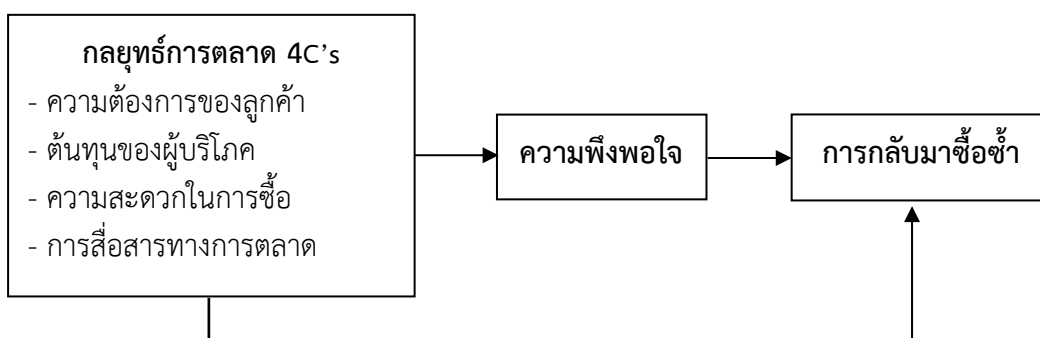 กลยุทธ์การตลาด 4C's
- ความต้องการของลูกค้า
- ต้นทุนของผู้บริโภค
- ความสะดวกในการซื้อ
- การสื่อสารทางการตลาด
ความพึงพอใจ
การกลับมาซื้อซ้ำ